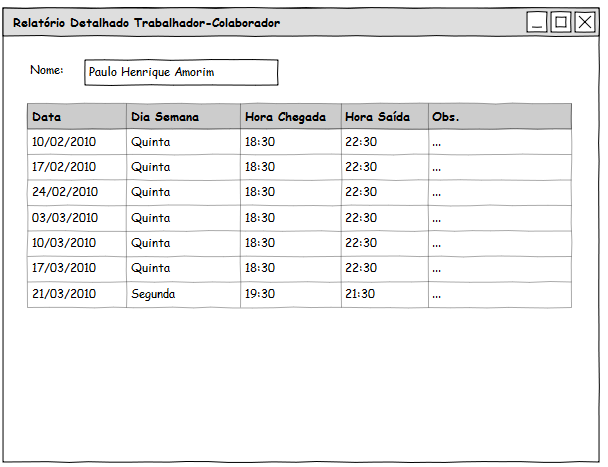 Relatório Detalhado Trabalhador-Colaborador
Nome: Paulo Henrique Amorim
Data Dia Semana Hora Chegada Hora Saída Obs.
10/02/2010 Quinta 18:30 22:30 ...
17/02/2010 Quinta 18:30 22:30 ...
24/02/2010 Quinta 18:30 22:30 ...
03/03/2010 Quinta 18:30 22:30 ...
10/03/2010 Quinta 18:30 22:30 ...
17/03/2010 Quinta 18:30 22:30 ...
21/03/2010 Segunda 19:30 21:30 ...